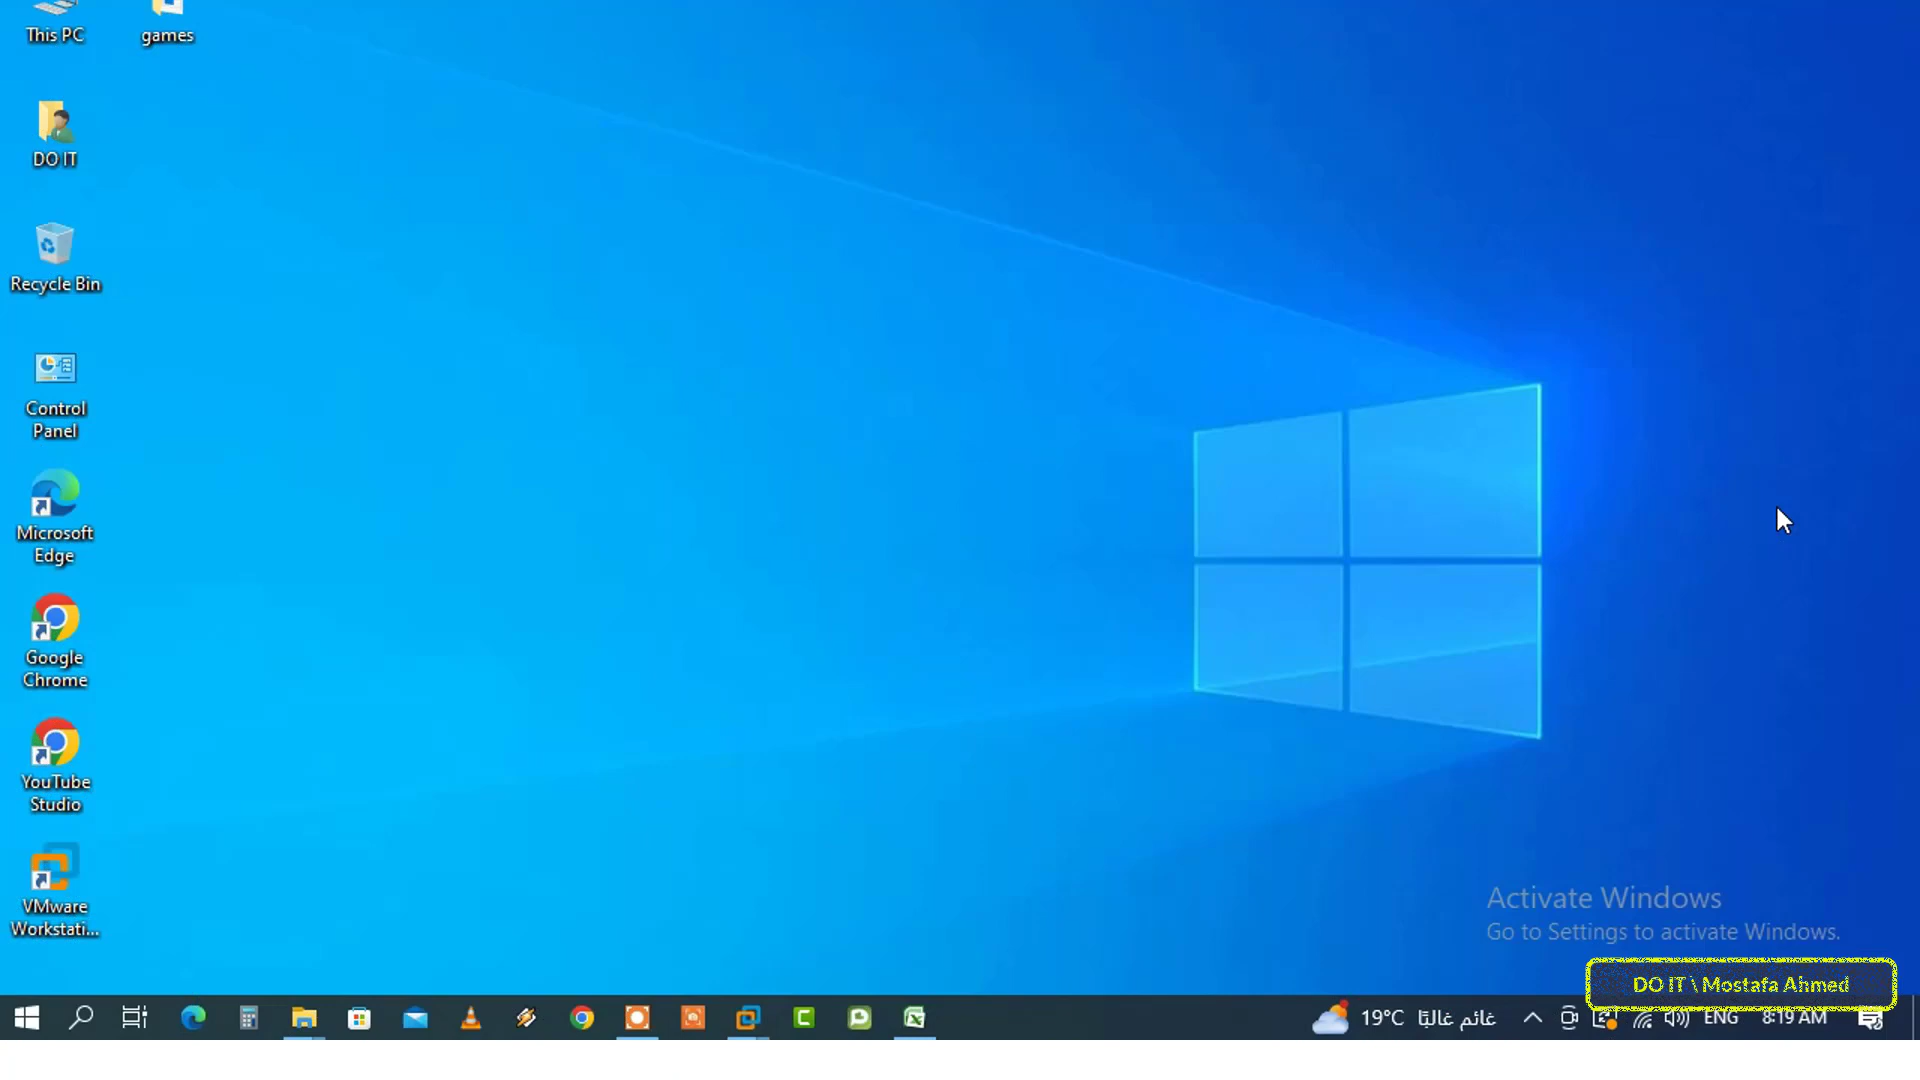 This PC
games
DO IT
Recycle Bin
Control
Panel
Microsoft
Edge
Google
Chrome
YouTube
Studio
VMware
Workstati...
Activate Windows
Go to Settings to activate Windows.
DO IT \ Mostafa Ahmed
19°C غائم غالبًا
ENG
8:19 AM